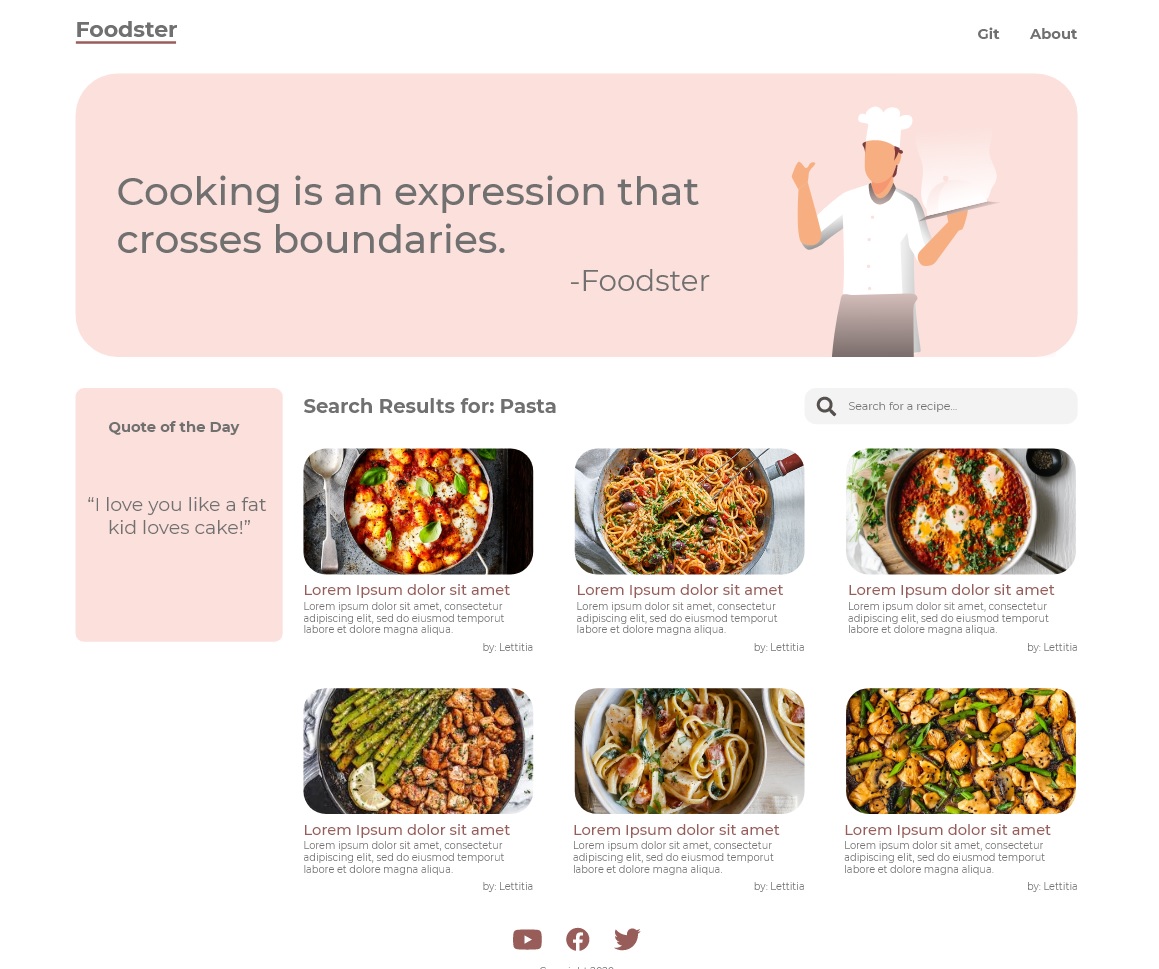 Foodster
Git
About
Cooking is an expression that
crosses boundaries.
-Foodster
Quote of the Day
“I love you like a fat
kid loves cake!”
Search Results for: Pasta
Search for a recipe...
Lorem Ipsum dolor sit amet
Lorem ipsum dolor sit amet, consectetur
adipiscing elit, sed do eiusmod temporut
labore et dolore magna aliqua.
by: Lettitia
Lorem Ipsum dolor sit amet
Lorem ipsum dolor sit amet, consectetur
adipiscing elit, sed do eiusmod temporut
labore et dolore magna aliqua.
by: Lettitia
Lorem Ipsum dolor sit amet
Lorem ipsum dolor sit amet, consectetur
adipiscing elit, sed do eiusmod temporut
labore et dolore magna aliqua.
by: Lettitia
Lorem Ipsum dolor sit amet
Lorem ipsum dolor sit amet, consectetur
adipiscing elit, sed do eiusmod temporut
labore et dolore magna aliqua.
by: Lettitia
Lorem Ipsum dolor sit amet
Lorem ipsum dolor sit amet, consectetur
adipiscing elit, sed do eiusmod temporut
labore et dolore magna aliqua.
by: Lettitia
Lorem Ipsum dolor sit amet
Lorem ipsum dolor sit amet, consectetur
adipiscing elit, sed do eiusmod temporut
labore et dolore magna aliqua.
by: Lettitia